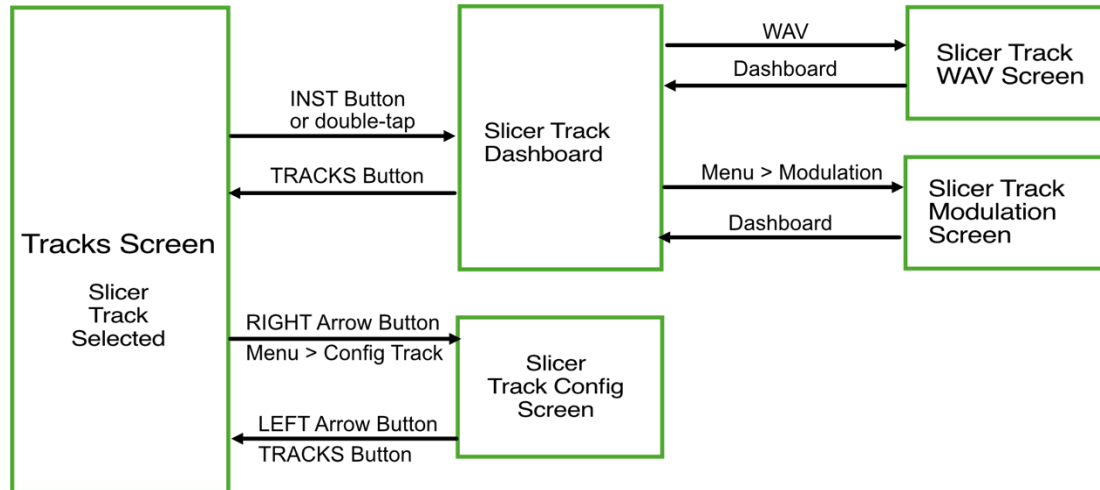 Tracks Screen
Slicer
Track
Selected
INST Button
or double-tap
TRACKS Button
RIGHT Arrow Button
Menu > Config Track
LEFT Arrow Button
TRACKS Button
Slicer Track
Dashboard
Slicer
Track Config
Screen
WAV
Dashboard
Menu > Modulation
Dashboard
Slicer Track
WAV Screen
Slicer Track
Modulation
Screen